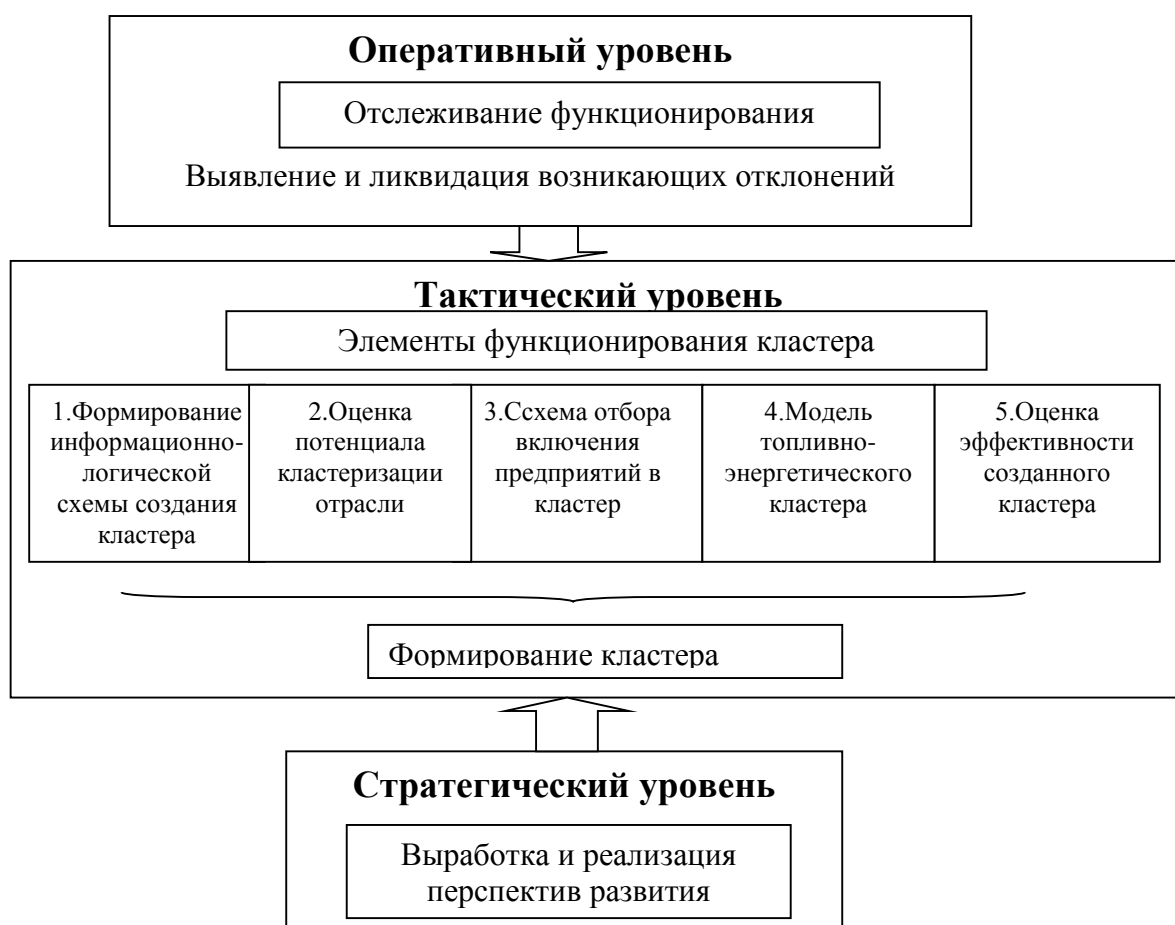 Оперативный уровень
Отслеживание функционирования
Выявление и ликвидация возникающих отклонений
Тактический уровень
Элементы функционирования кластера
1.Формирование
информационно-
логической
схемы создания
кластера
2.Оценка
потенциала
кластеризации
отрасли
3.Ссхема отбора
включения
предприятий в
кластер
4.Модель
топливно-
энергетического
кластера
5.Оценка
эффективности
созданного
кластера
Формирование кластера
Стратегический уровень
Выработка и реализация
перспектив развития